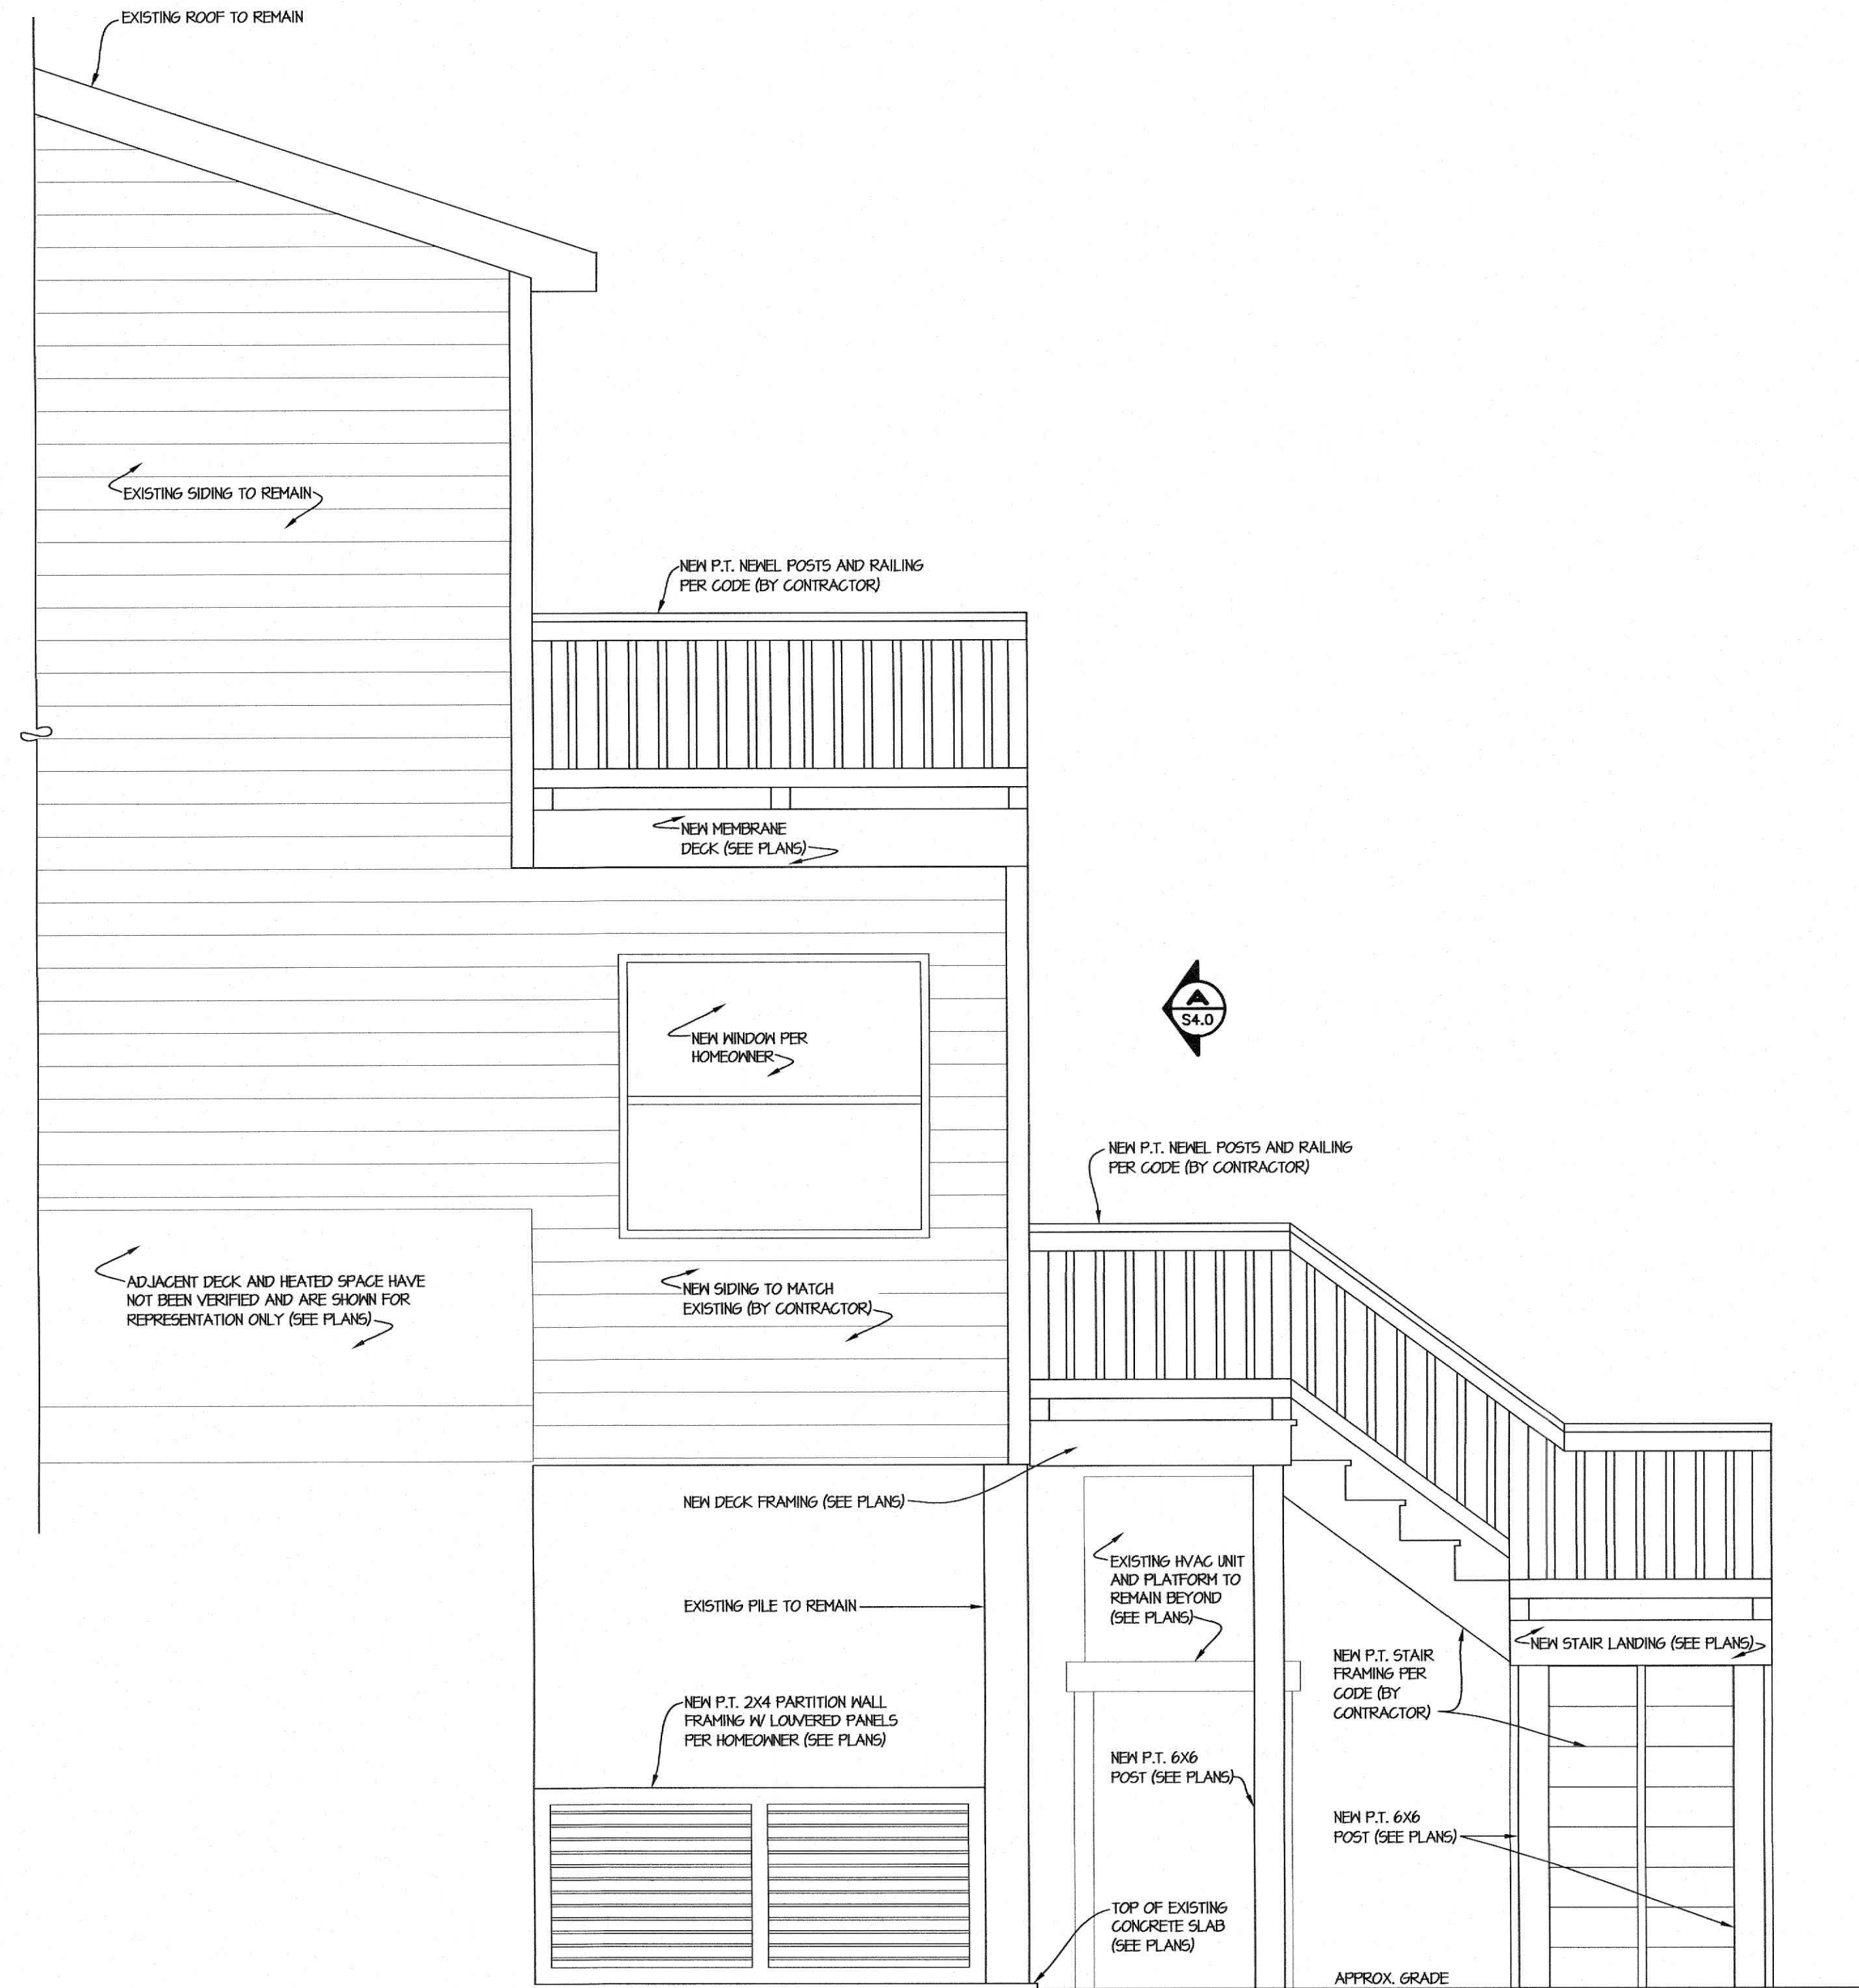 EXISTING ROOF TO REMAIN
EXISTING SIDING TO REMAIN
NEW P.T. NEWEL POSTS AND RAILING
PER CODE (BY CONTRACTOR)
NEW MEMBRANE
DECK (SEE PLANS)
NEW WINDOW PER
HOMEOWNER
A
S4.0
NEW P.T. NEWEL POSTS AND RAILING
PER CODE (BY CONTRACTOR)
ADJACENT DECK AND HEATED SPACE HAVE
NOT BEEN VERIFIED AND ARE SHOWN FOR
REPRESENTATION ONLY (SEE PLANS)
NEW SIDING TO MATCH
EXISTING (BY CONTRACTOR)
NEW DECK FRAMING (SEE PLANS)
EXISTING HVAC UNIT
AND PLATFORM TO
REMAIN BEYOND
(SEE PLANS)
EXISTING PILE TO REMAIN
NEW STAIR LANDING (SEE PLANS)
NEW P.T. STAIR
FRAMING PER
CODE (BY
CONTRACTOR)
NEW P.T. 2X4 PARTITION WALL
FRAMING W/ LOUVERED PANELS
PER HOMEOWNER (SEE PLANS)
NEW P.T. 6X6
POST (SEE PLANS)
NEW P.T. 6X6
POST (SEE PLANS)
TOP OF EXISTING
CONCRETE SLAB
(SEE PLANS)
APPROX. GRADE